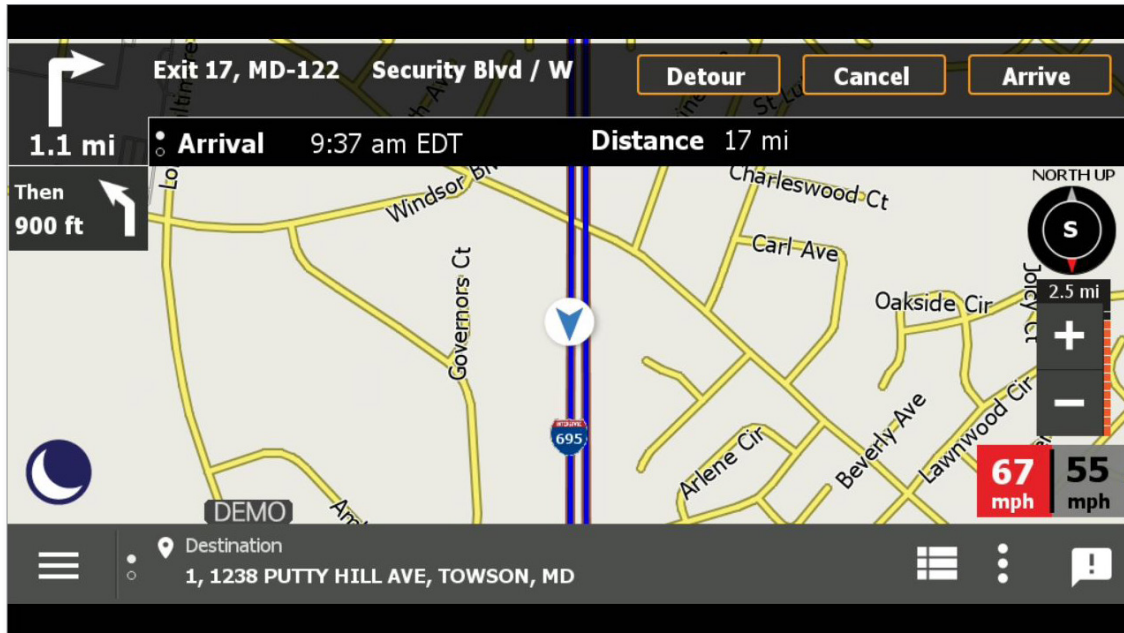 Exit 17, MD-122 Security Blvd / W
Detour
Cancel
Arrive
1.1 mi
Arrival 9:37 am EDT
Distance 17 mi
Then
900 ft
Windsor
Charleswood Ct
NORTH UP
S
Carl Ave
Governors Ct
Joicy Ct
2.5 mi
Oakside Cir
+
−
695
Arlene Cir
Beverly Ave
Lawnwood Cir
67
mph
55
mph
DEMO
Destination
1, 1238 PUTTY HILL AVE, TOWSON, MD